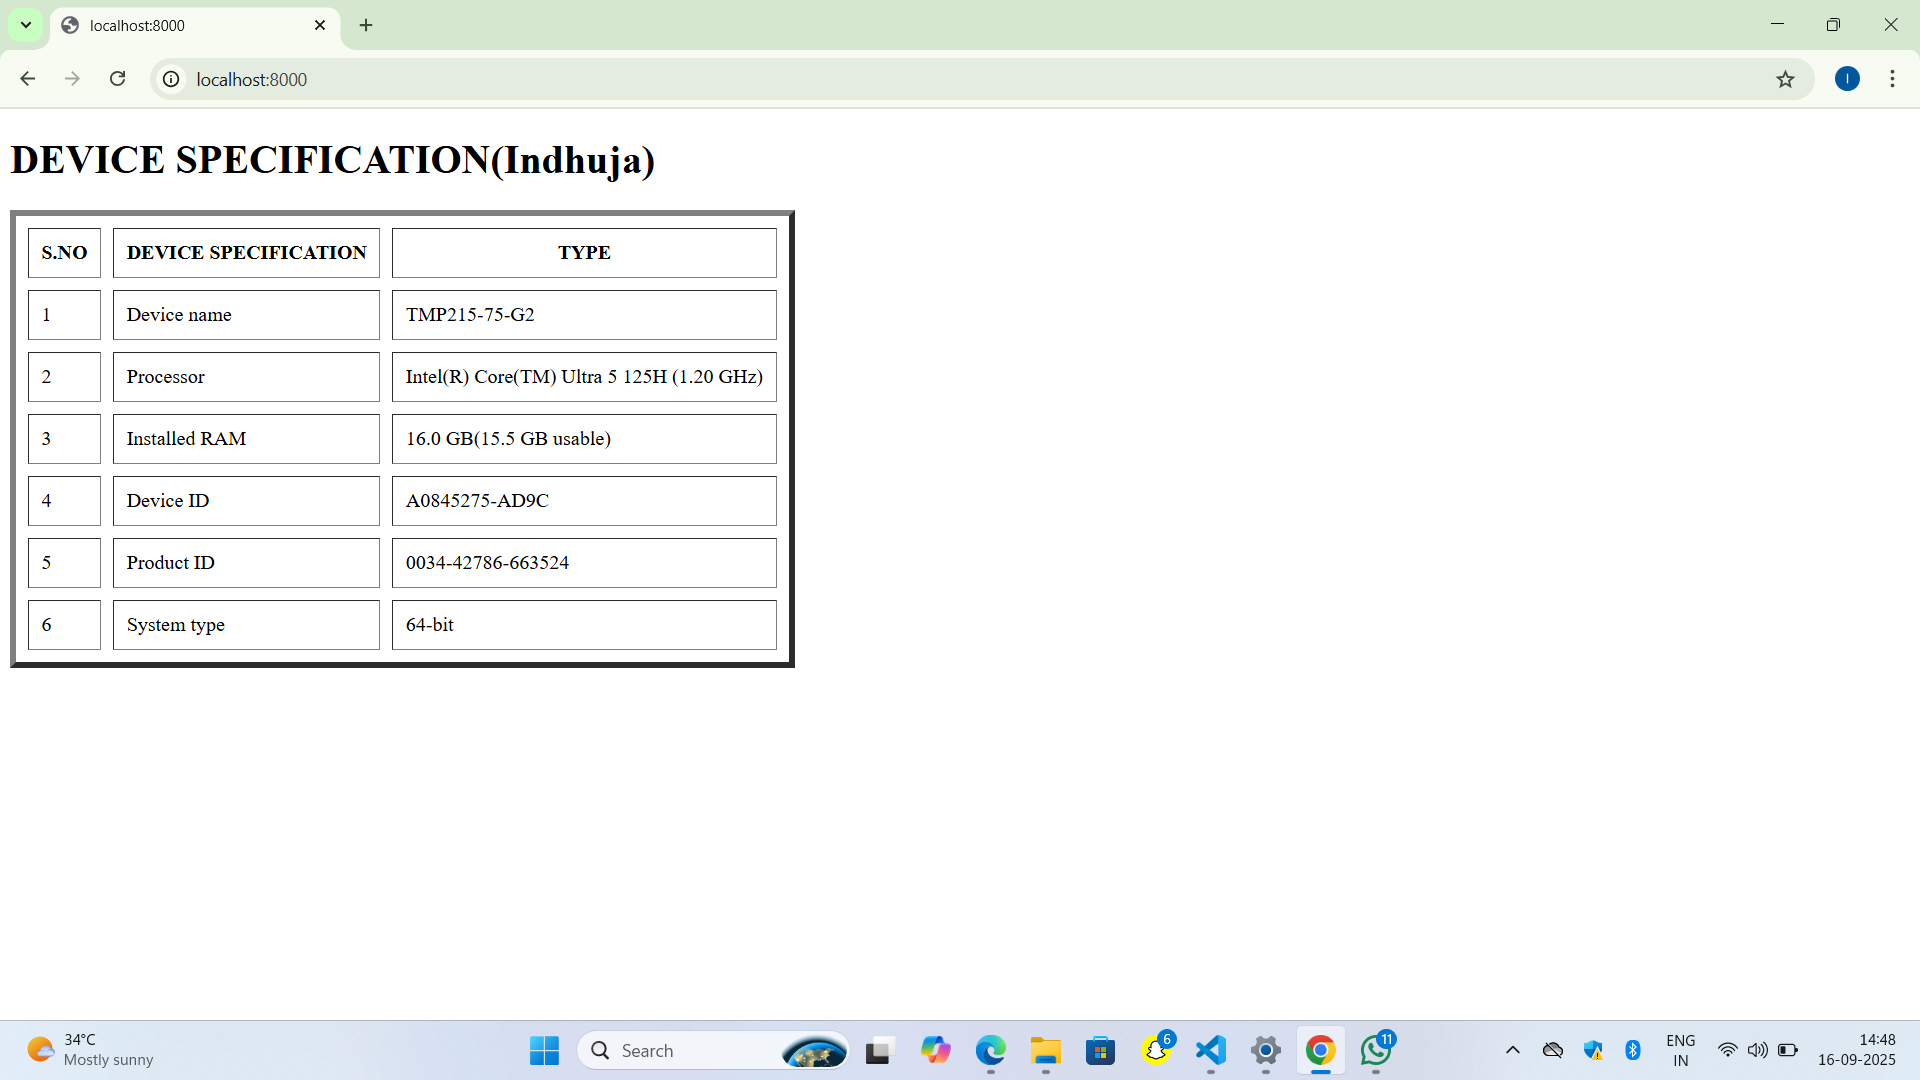 localhost:8000
localhost:8000
I
DEVICE SPECIFICATION(Indhuja)
S.NO DEVICE SPECIFICATION TYPE
1 Device name TMP215-75-G2
2 Processor Intel(R) Core(TM) Ultra 5 125H (1.20 GHz)
3 Installed RAM 16.0 GB(15.5 GB usable)
4 Device ID A0845275-AD9C
5 Product ID 0034-42786-663524
6 System type 64-bit
34°C
Mostly sunny
Search
6
11
ENG
IN
14:48
16-09-2025